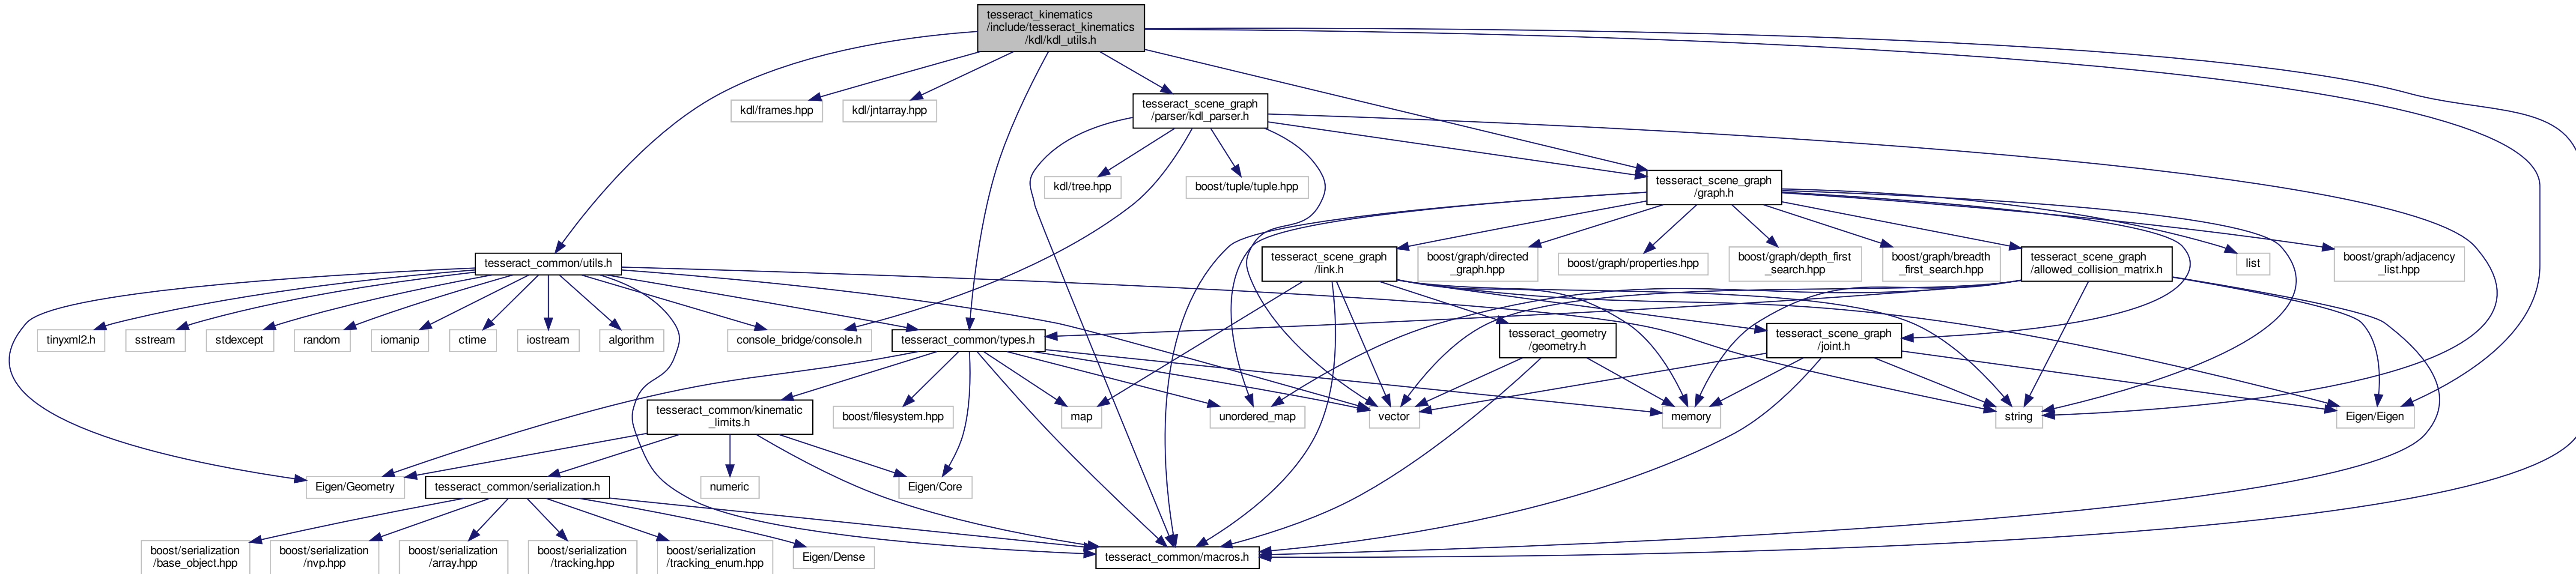 tesseract_kinematics
/include/tesseract_kinematics
/kdl/kdl_utils.h
kdl/frames.hpp
kdl/jntarray.hpp
tesseract_scene_graph
/parser/kdl_parser.h
kdl/tree.hpp
boost/tuple/tuple.hpp
tesseract_scene_graph
/graph.h
tesseract_common/utils.h
tesseract_scene_graph
/link.h
boost/graph/directed
_graph.hpp
boost/graph/properties.hpp
boost/graph/depth_first
_search.hpp
boost/graph/breadth
_first_search.hpp
tesseract_scene_graph
/allowed_collision_matrix.h
list
boost/graph/adjacency
_list.hpp
tinyxml2.h
sstream
stdexcept
random
iomanip
ctime
iostream
algorithm
console_bridge/console.h
tesseract_common/types.h
tesseract_geometry
/geometry.h
tesseract_scene_graph
/joint.h
tesseract_common/kinematic
_limits.h
boost/filesystem.hpp
map
unordered_map
vector
memory
string
Eigen/Eigen
Eigen/Geometry
tesseract_common/serialization.h
numeric
Eigen/Core
boost/serialization
/base_object.hpp
boost/serialization
/nvp.hpp
boost/serialization
/array.hpp
boost/serialization
/tracking.hpp
boost/serialization
/tracking_enum.hpp
Eigen/Dense
tesseract_common/macros.h